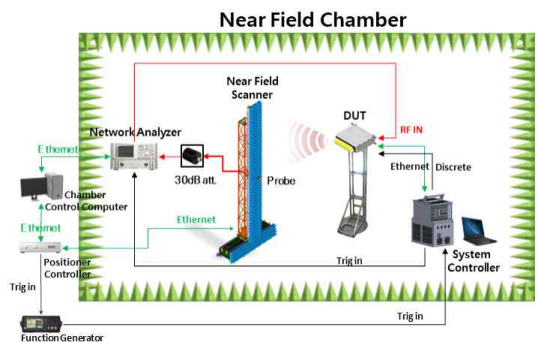 Near Field Chamber
Near Field
Scanner
DUT
Network Analyzer
RF IN
Ethernet
Ethernet
Discrete
30dB att.
Probe
Chamber
Control Computer
Ethernet
Ethernet
Positioner
Controller
System
Controller
Trig in
Trig in
Trig in
Function Generator